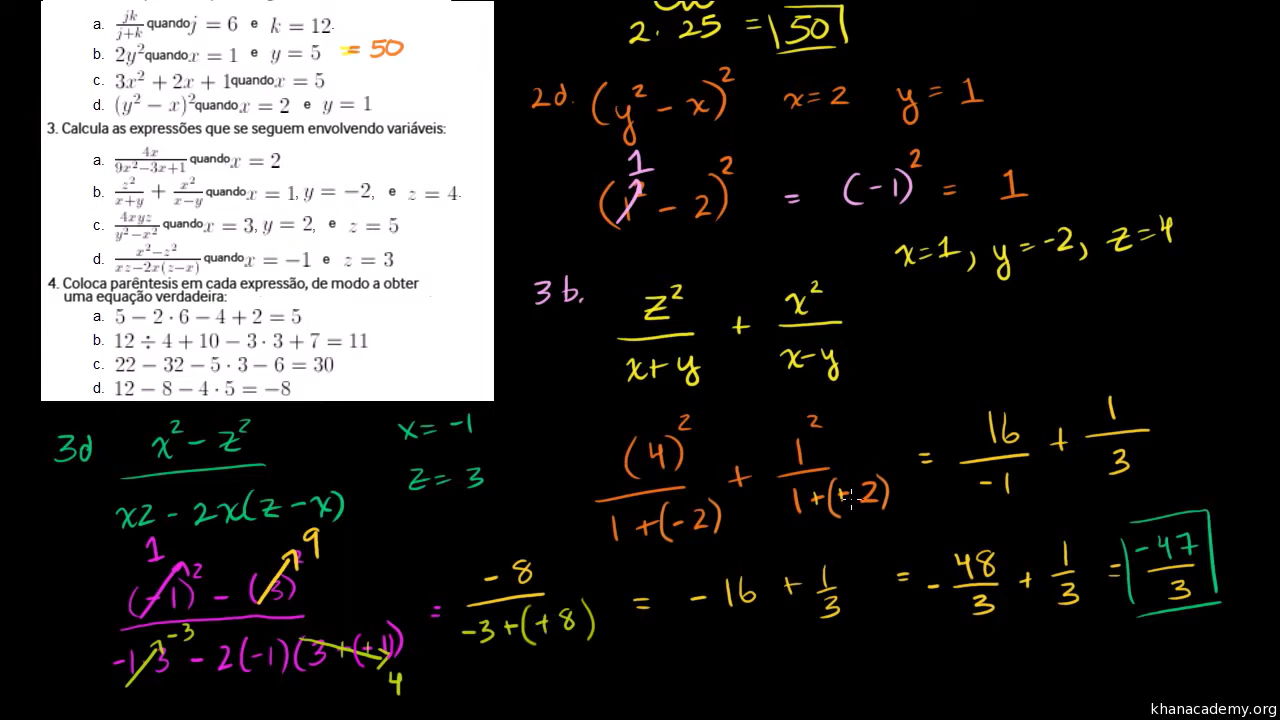 a. jk/(j+k) quando j = 6 e k = 12.
b. 2y² quando x = 1 e y = 5 = 50
c. 3x² + 2x + 1 quando x = 5
d. (y² − x)² quando x = 2 e y = 1
3. Calcula as expressões que se seguem envolvendo variáveis:
a. 4x/(9x²−3x+1) quando x = 2
b. z²/(x+y) + x²/(x−y) quando x = 1, y = −2, e z = 4.
c. 4xyz/(y²−x²) quando x = 3, y = 2, e z = 5
d. (x²−z²)/(xz−2x(z−x)) quando x = −1 e z = 3
4. Coloca parêntesis em cada expressão, de modo a obter
uma equação verdadeira:
a. 5 − 2 · 6 − 4 + 2 = 5
b. 12 ÷ 4 + 10 − 3 · 3 + 7 = 11
c. 22 − 32 − 5 · 3 − 6 = 30
d. 12 − 8 − 4 · 5 = −8
2. 25 = 50
2d. (y² − x)² x=2 y = 1
1
(1² − 2)² = (-1)² = 1
x=1, y=-2, z=4
3b. z²/(x+y) + x²/(x-y)
(4)²/(1+(-2)) + 1²/(1+(+2)) = 16/-1 + 1/3
= -16 + 1/3 = -48/3 + 1/3 = -47/3
3d (x²-z²)/(xz-2x(z-x)) x=-1
z=3
1 9
((-1)² - (3)²)/(-1·3 - 2(-1)(3+(+1))) = -8/(-3+(+8))
-3 4
khanacademy.org